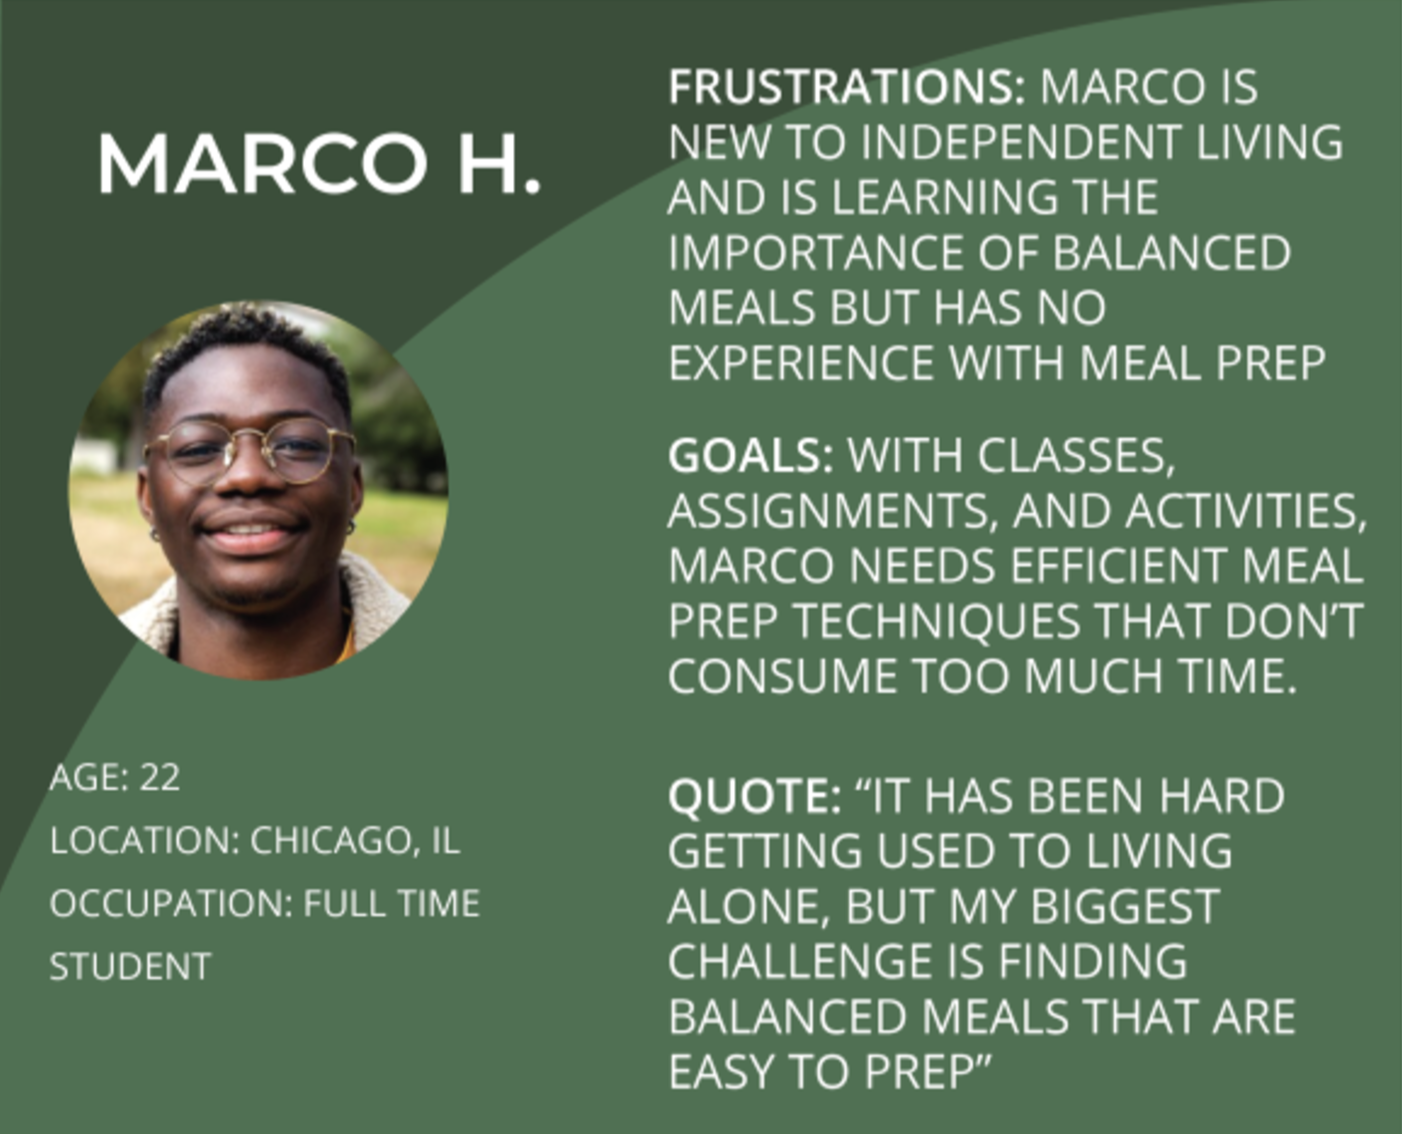 MARCO H.
AGE: 22
LOCATION: CHICAGO, IL
OCCUPATION: FULL TIME
STUDENT
FRUSTRATIONS: MARCO IS
NEW TO INDEPENDENT LIVING
AND IS LEARNING THE
IMPORTANCE OF BALANCED
MEALS BUT HAS NO
EXPERIENCE WITH MEAL PREP
GOALS: WITH CLASSES,
ASSIGNMENTS, AND ACTIVITIES,
MARCO NEEDS EFFICIENT MEAL
PREP TECHNIQUES THAT DON’T
CONSUME TOO MUCH TIME.
QUOTE: “IT HAS BEEN HARD
GETTING USED TO LIVING
ALONE, BUT MY BIGGEST
CHALLENGE IS FINDING
BALANCED MEALS THAT ARE
EASY TO PREP”